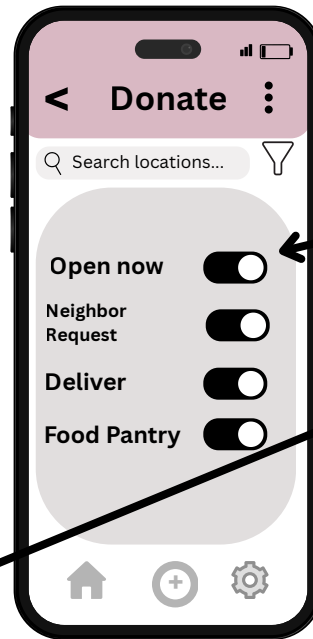 < Donate
Search locations...
Open now
Neighbor
Request
Deliver
Food Pantry